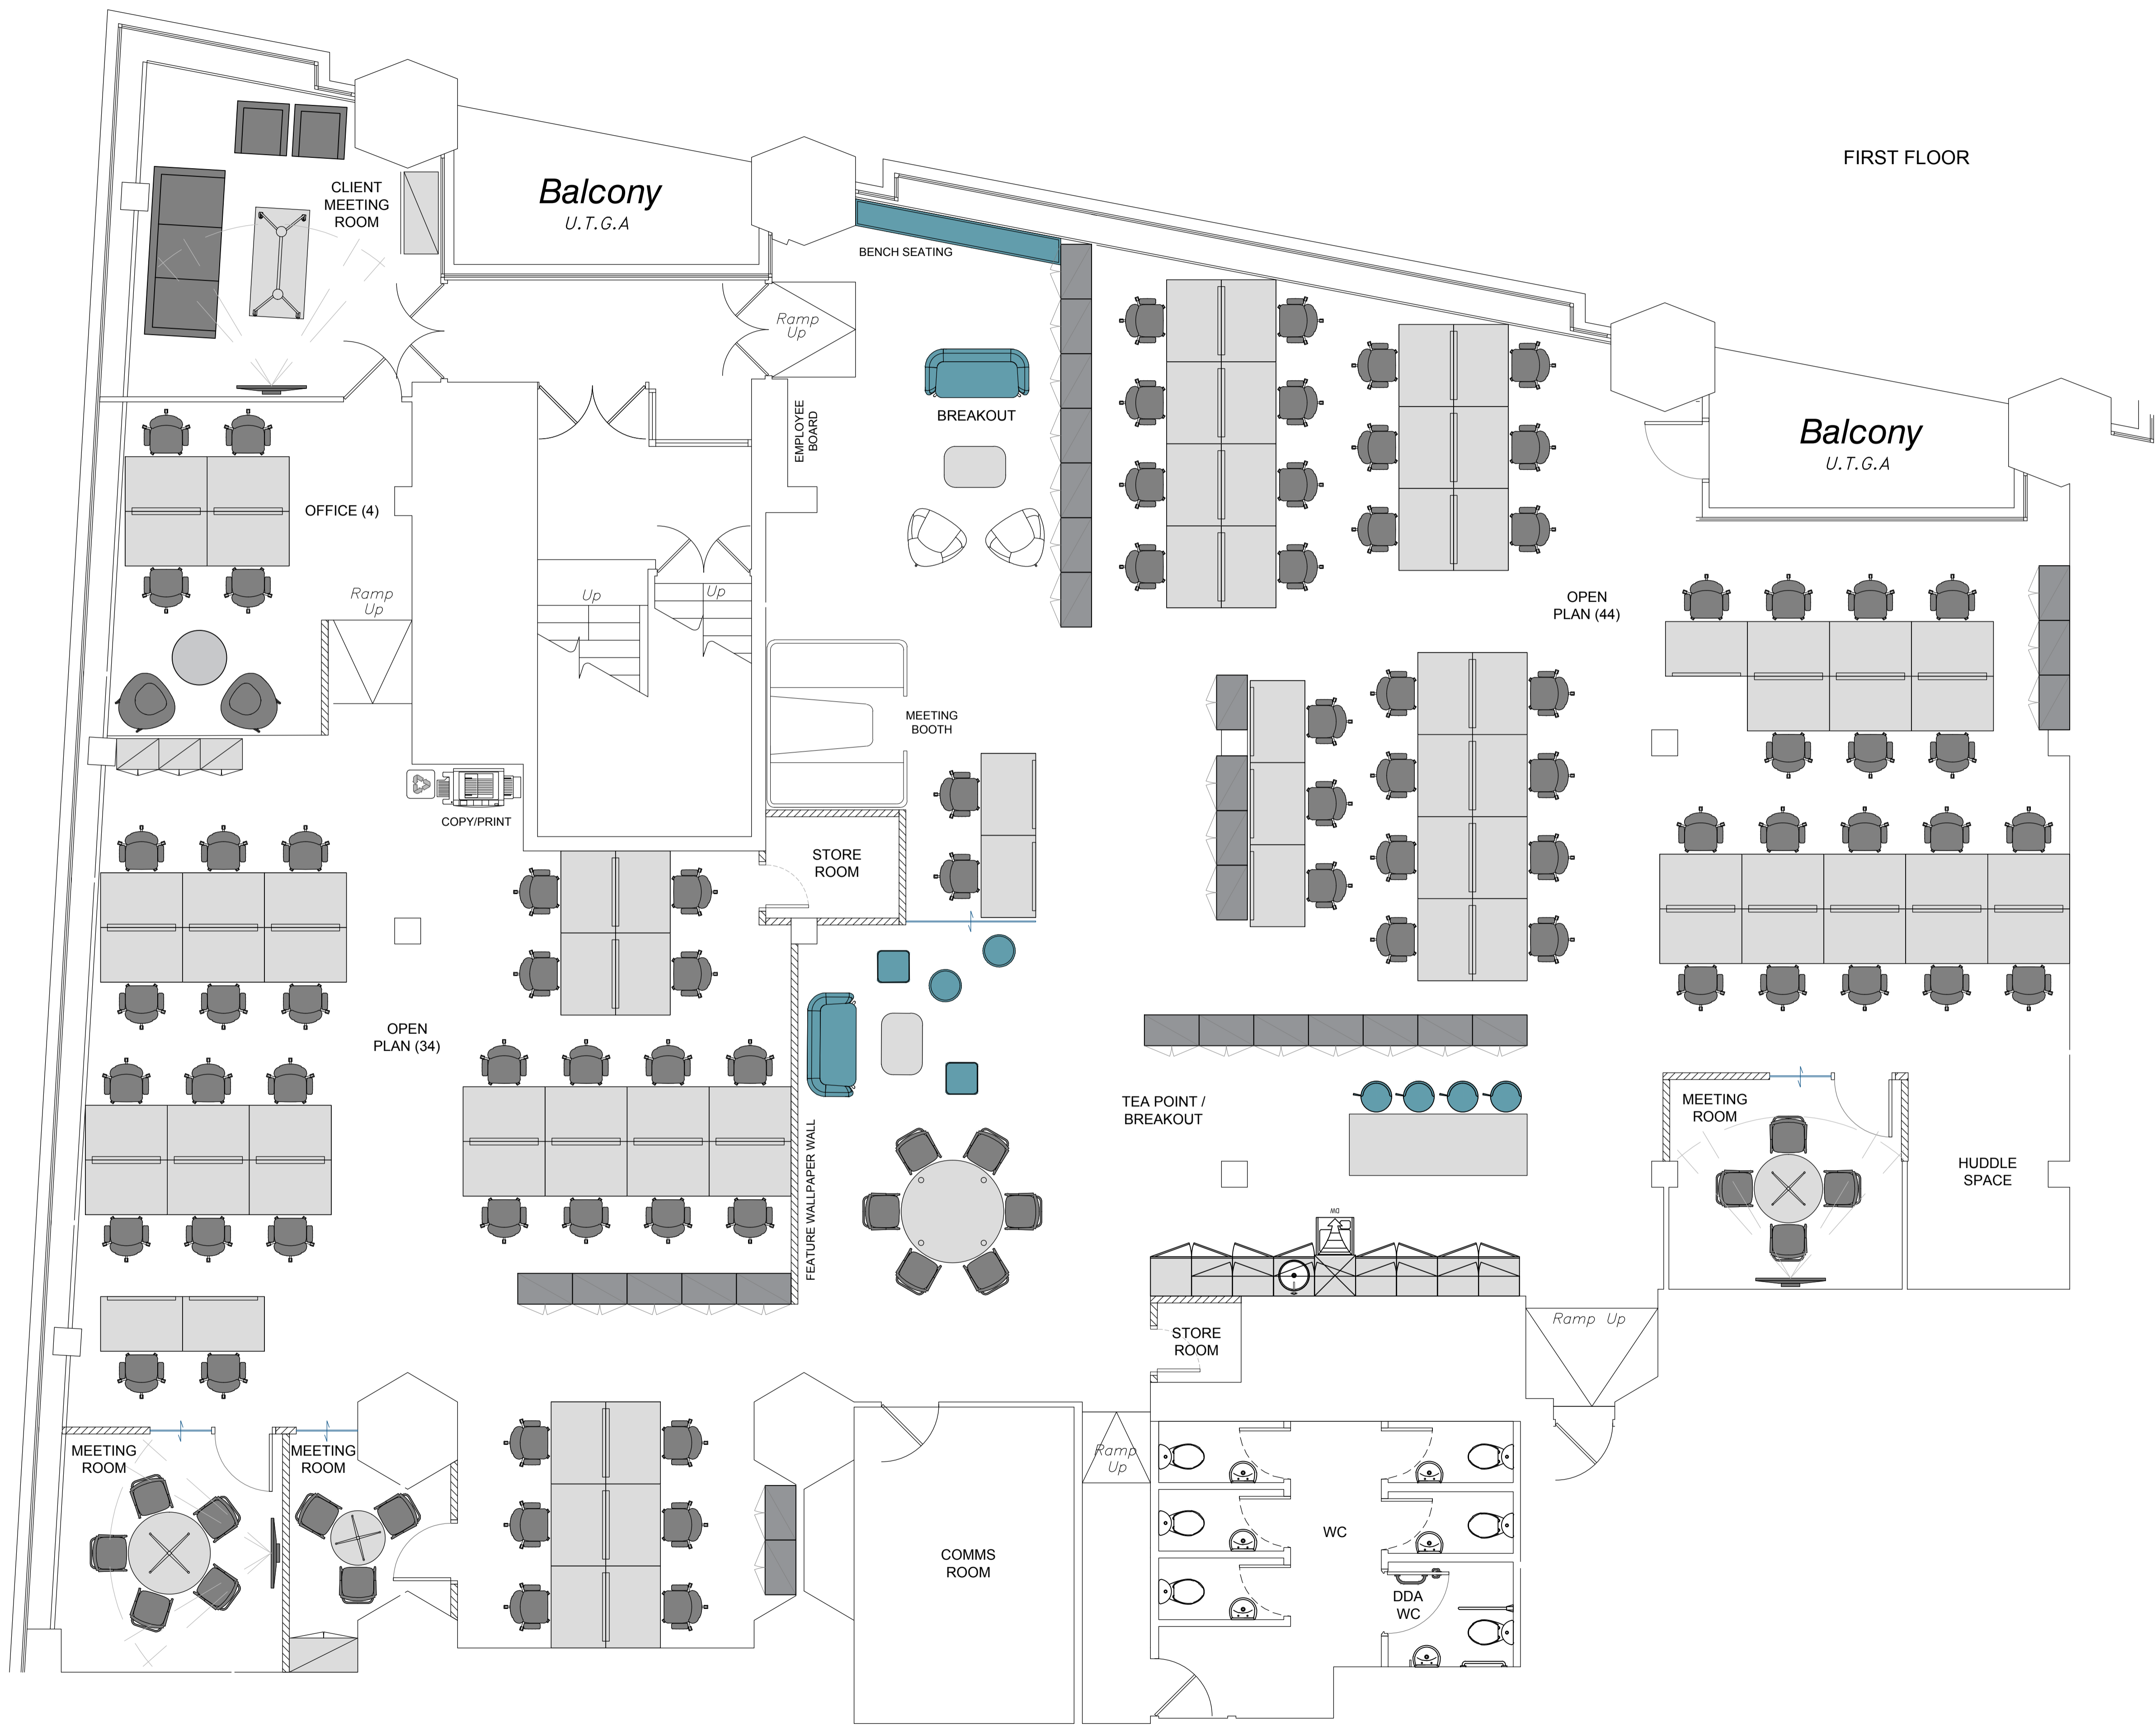 FIRST FLOOR
CLIENT
MEETING
ROOM
Balcony
U.T.G.A
BENCH SEATING
Ramp
Up
EMPLOYEE
BOARD
BREAKOUT
Balcony
U.T.G.A
OFFICE (4)
Ramp
Up
Up
Up
OPEN
PLAN (44)
MEETING
BOOTH
COPY/PRINT
STORE
ROOM
OPEN
PLAN (34)
FEATURE WALLPAPER WALL
TEA POINT /
BREAKOUT
MEETING
ROOM
HUDDLE
SPACE
DW
STORE
ROOM
Ramp Up
MEETING
ROOM
MEETING
ROOM
Ramp
Up
COMMS
ROOM
WC
DDA
WC